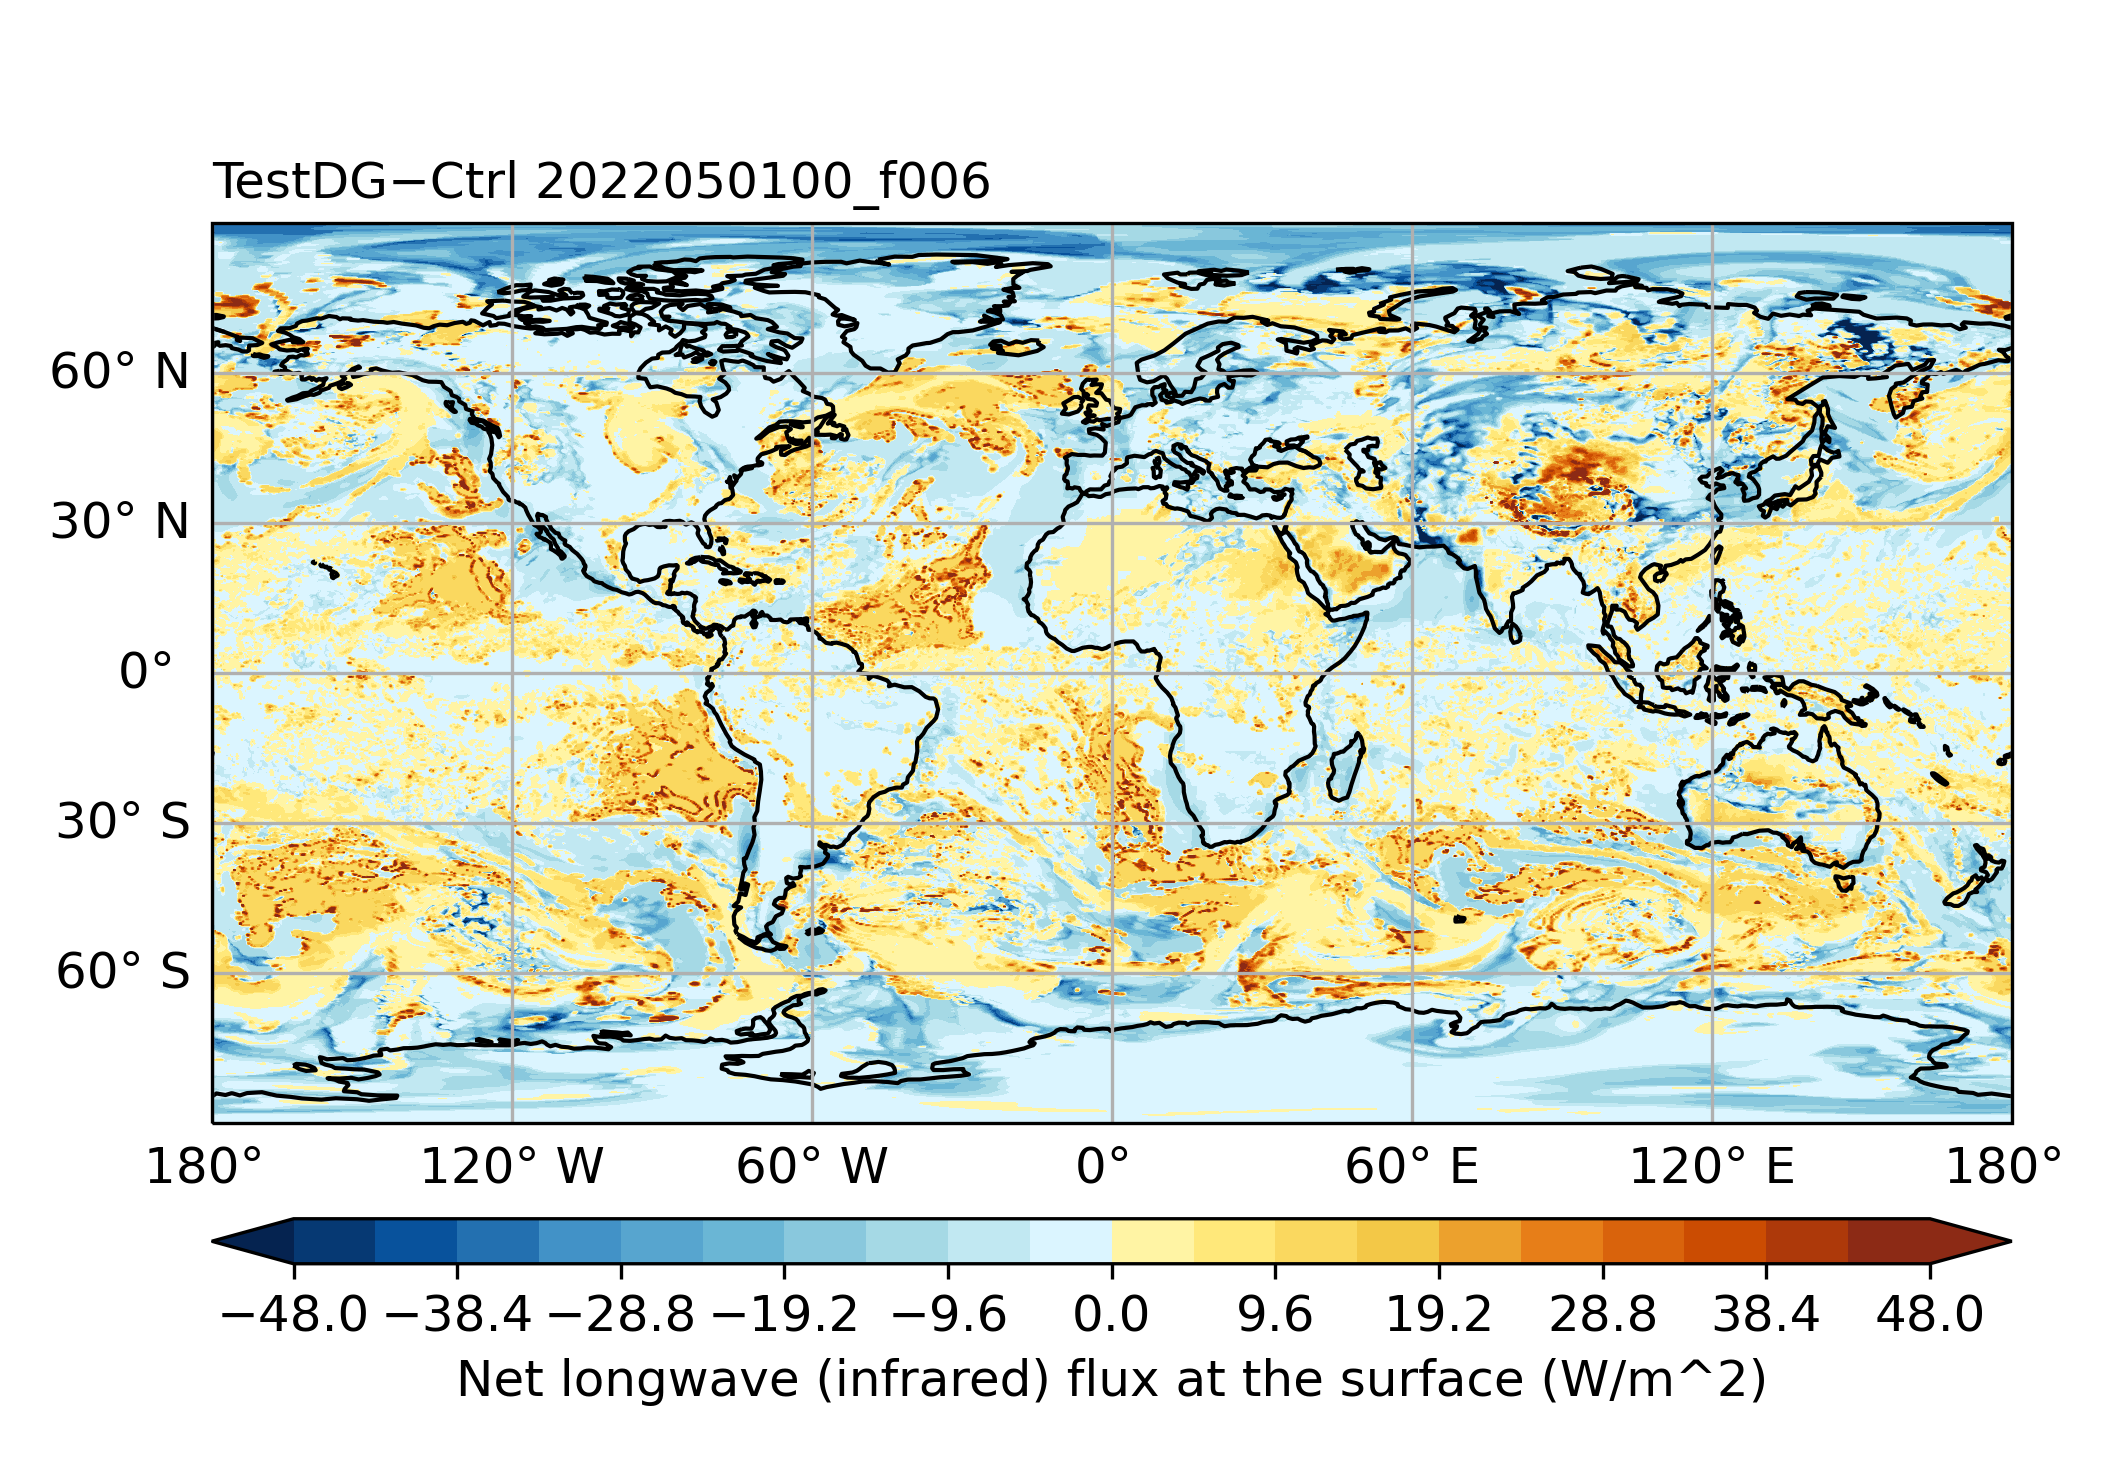 TestDG−Ctrl 2022050100_f006
60° N
30° N
0°
30° S
60° S
180° 120° W 60° W 0° 60° E 120° E 180°
−48.0 −38.4 −28.8 −19.2 −9.6 0.0 9.6 19.2 28.8 38.4 48.0
Net longwave (infrared) flux at the surface (W/m^2)